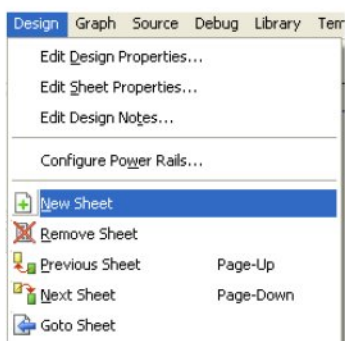 Design Graph Source Debug Library
Edit Design Properties...
Edit Sheet Properties...
Edit Design Notes...
Configure Power Rails...
New Sheet
Remove Sheet
Previous Sheet Page-Up
Next Sheet Page-Down
Goto Sheet